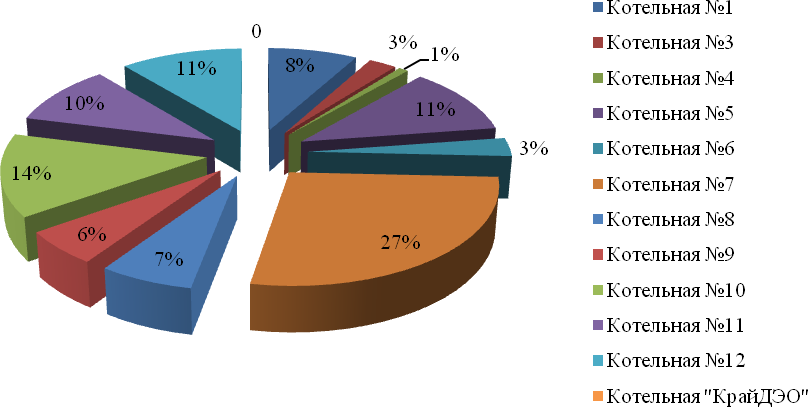 0
8%
3%
1%
11%
3%
27%
7%
6%
14%
10%
11%
Котельная №1
Котельная №3
Котельная №4
Котельная №5
Котельная №6
Котельная №7
Котельная №8
Котельная №9
Котельная №10
Котельная №11
Котельная №12
Котельная "КрайДЭО"